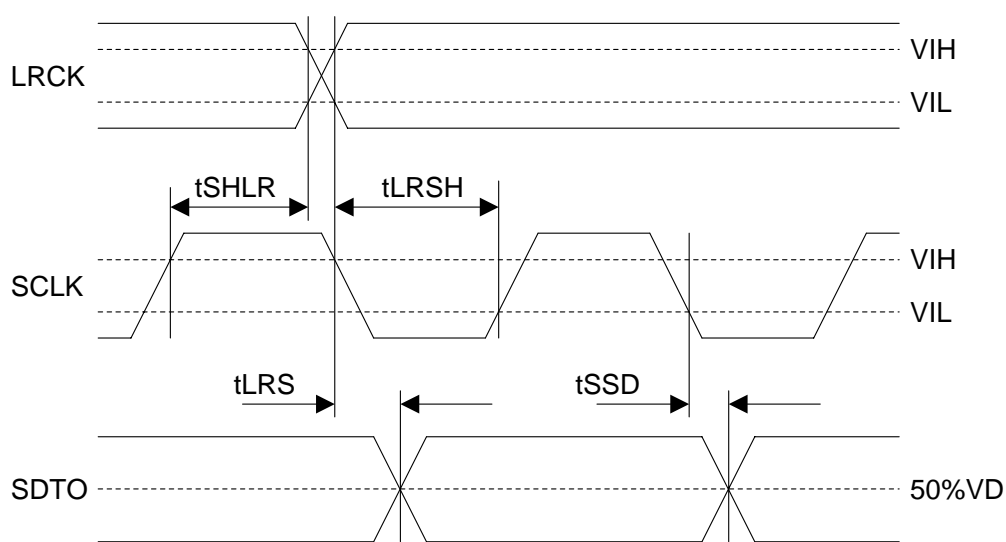 VIH
LRCK
VIL
tSHLR tLRSH
VIH
SCLK
VIL
tLRS tSSD
SDTO 50%VD